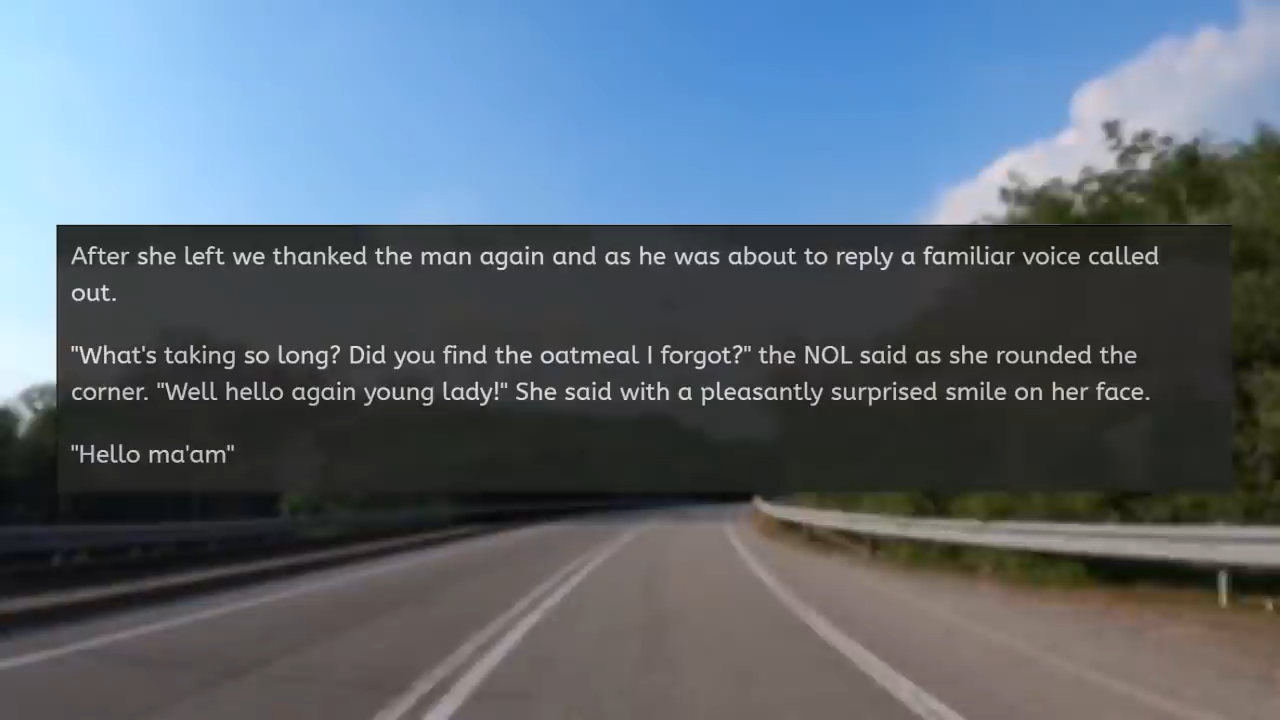 After she left we thanked the man again and as he was about to reply a familiar voice called
out.
"What's taking so long? Did you find the oatmeal I forgot?" the NOL said as she rounded the
corner. "Well hello again young lady!" She said with a pleasantly surprised smile on her face.
"Hello ma'am"